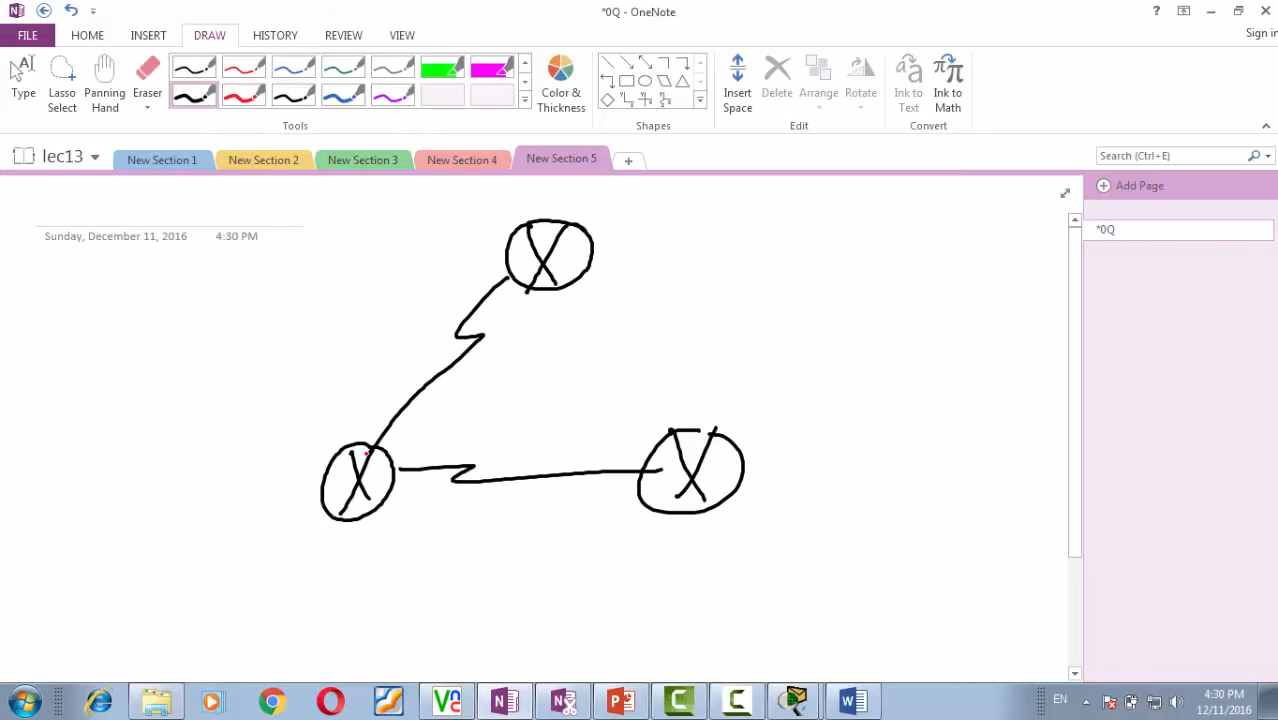 *0Q - OneNote
Sign in
FILE HOME INSERT DRAW HISTORY REVIEW VIEW
Type
Lasso Select
Panning Hand
Eraser
Color & Thickness
Insert Space
Delete
Arrange
Rotate
Ink to Text
Ink to Math
Tools
Shapes
Edit
Convert
lec13
New Section 1
New Section 2
New Section 3
New Section 4
New Section 5
Search (Ctrl+E)
Add Page
*0Q
Sunday, December 11, 2016 4:30 PM
X
X
X
EN
4:30 PM
12/11/2016